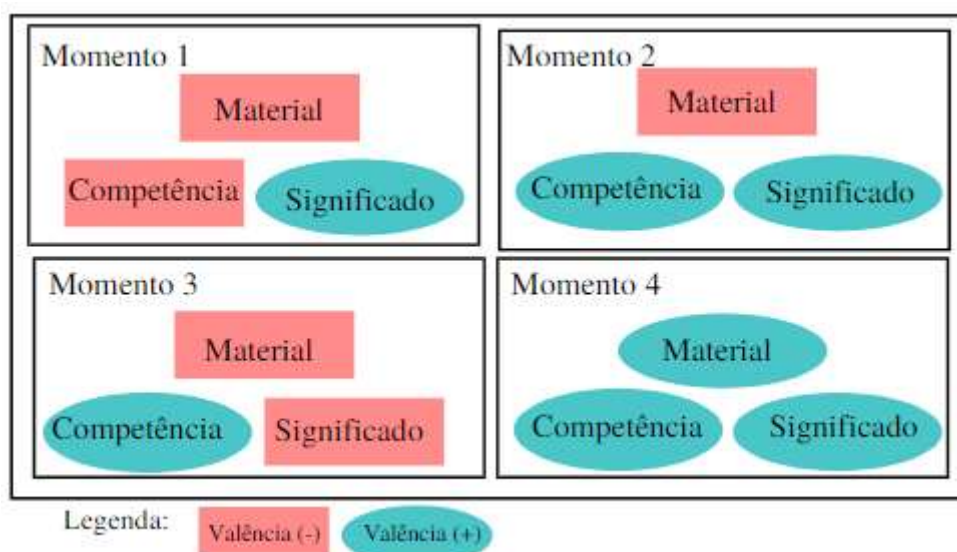 Momento 1
Material
Competência
Significado
Momento 2
Material
Competência
Significado
Momento 3
Material
Competência
Significado
Momento 4
Material
Competência
Significado
Legenda: Valência (-) Valência (+)